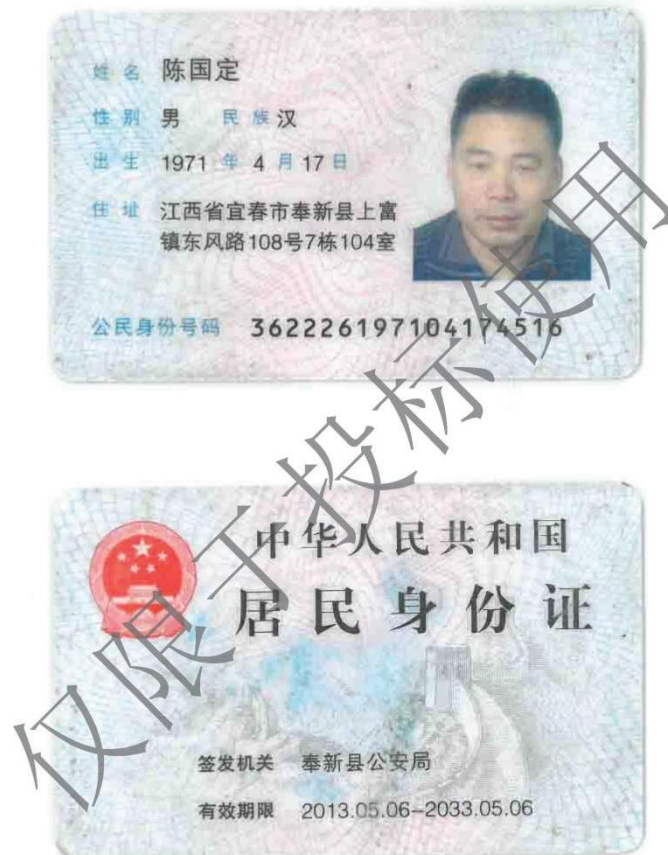 姓名 陈国定
性别 男 民族 汉
出生 1971 年 4 月 17 日
住址 江西省宜春市奉新县上富
镇东风路108号7栋104室
公民身份号码 362226197104174516
中华人民共和国
居民身份证
签发机关 奉新县公安局
有效期限 2013.05.06-2033.05.06
仅限于投标使用